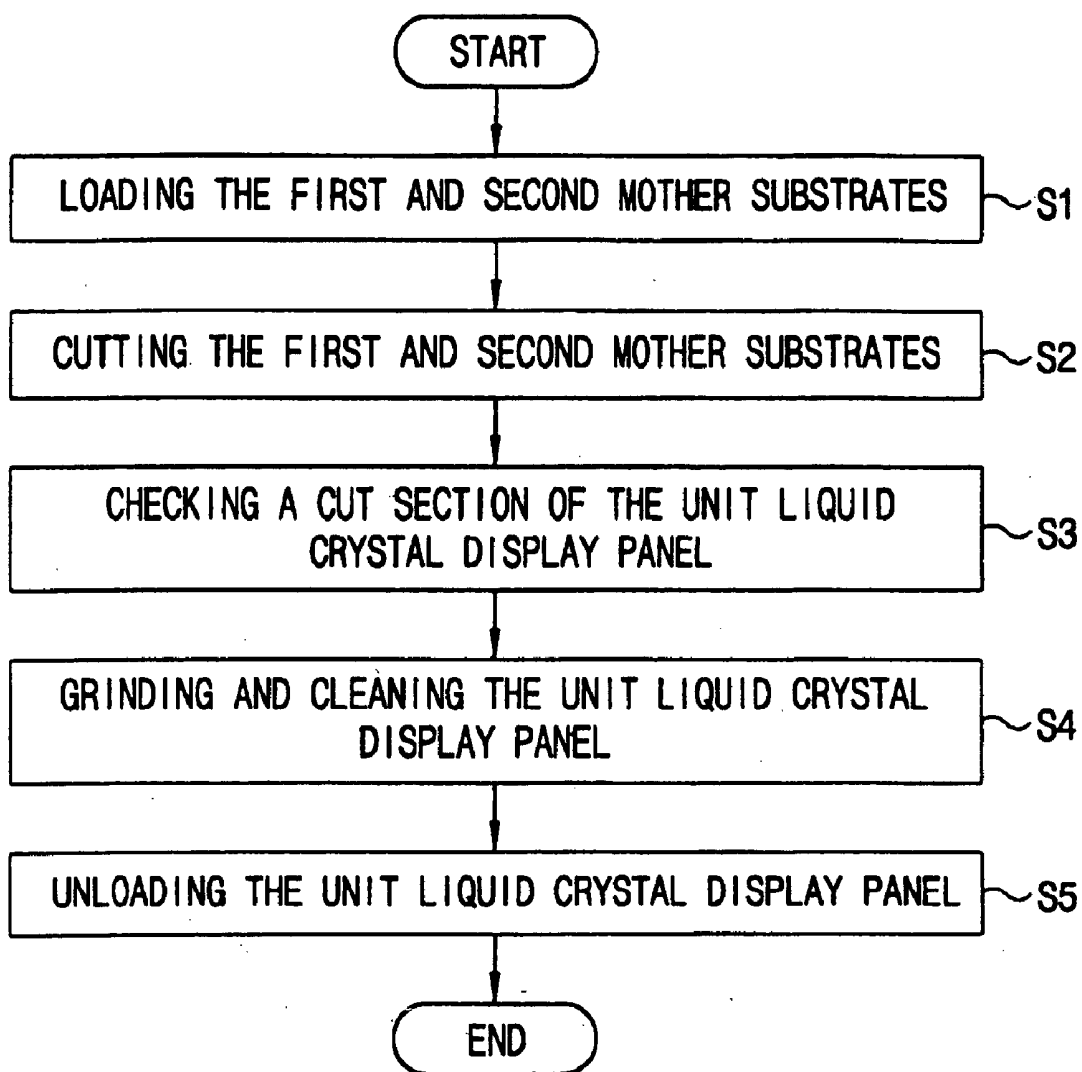 START
LOADING THE FIRST AND SECOND MOTHER SUBSTRATES
S1
CUTTING THE FIRST AND SECOND MOTHER SUBSTRATES
S2
CHECKING A CUT SECTION OF THE UNIT LIQUID
CRYSTAL DISPLAY PANEL
S3
GRINDING AND CLEANING THE UNIT LIQUID CRYSTAL
DISPLAY PANEL
S4
UNLOADING THE UNIT LIQUID CRYSTAL DISPLAY PANEL
S5
END